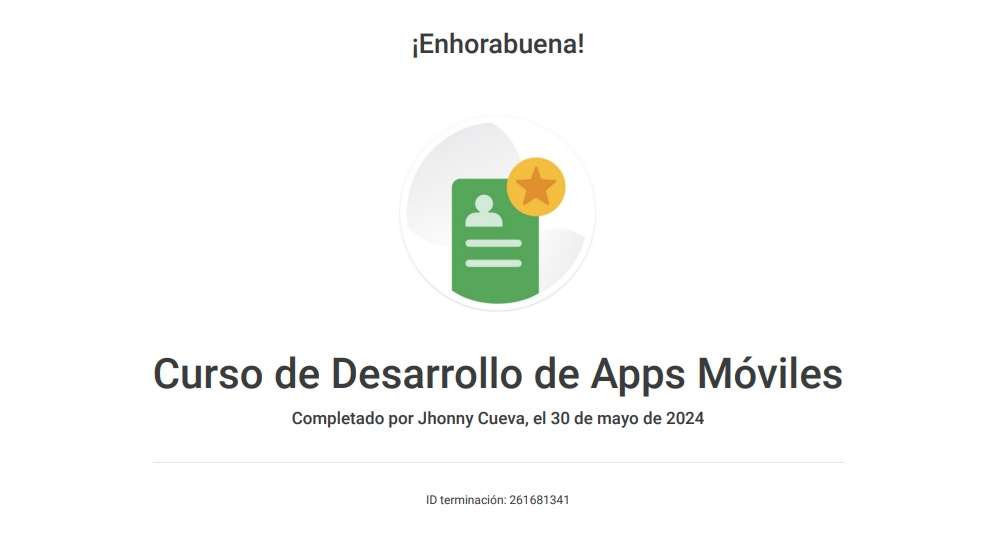 ¡Enhorabuena!
Curso de Desarrollo de Apps Móviles
Completado por Jhonny Cueva, el 30 de mayo de 2024
ID terminación: 261681341